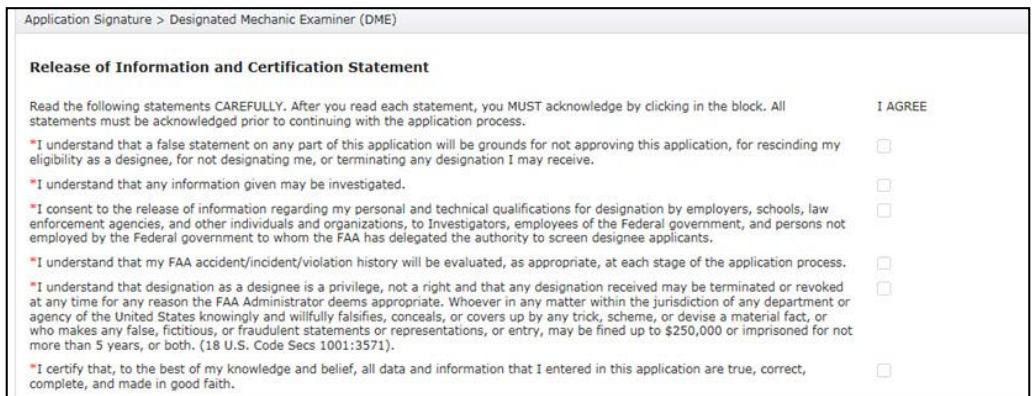 Application Signature > Designated Mechanic Examiner (DME)
Release of Information and Certification Statement
Read the following statements CAREFULLY. After you read each statement, you MUST acknowledge by clicking in the block. All
I AGREE
statements must be acknowledged prior to continuing with the application process.
*I understand that a false statement on any part of this application will be grounds for not approving this application, for rescinding my
eligibility as a designee, for not designating me, or terminating any designation I may receive.
*I understand that any information given may be investigated.
*I consent to the release of information regarding my personal and technical qualifications for designation by employers, schools, law
enforcement agencies, and other individuals and organizations, to Investigators, employees of the Federal government, and persons not
employed by the Federal government to whom the FAA has delegated the authority to screen designee applicants.
*I understand that my FAA accident/incident/violation history will be evaluated, as appropriate, at each stage of the application process.
*I understand that designation as a designee is a privilege, not a right and that any designation received may be terminated or revoked
at any time for any reason the FAA Administrator deems appropriate. Whoever in any matter within the jurisdiction of any department or
agency of the United States knowingly and willfully falsifies, conceals, or covers up by any trick, scheme, or devise a material fact, or
who makes any false, fictitious, or fraudulent statements or representations, or entry, may be fined up to $250,000 or imprisoned for not
more than 5 years, or both. (18 U.S. Code Secs 1001:3571).
*I certify that, to the best of my knowledge and belief, all data and information that I entered in this application are true, correct,
complete, and made in good faith.